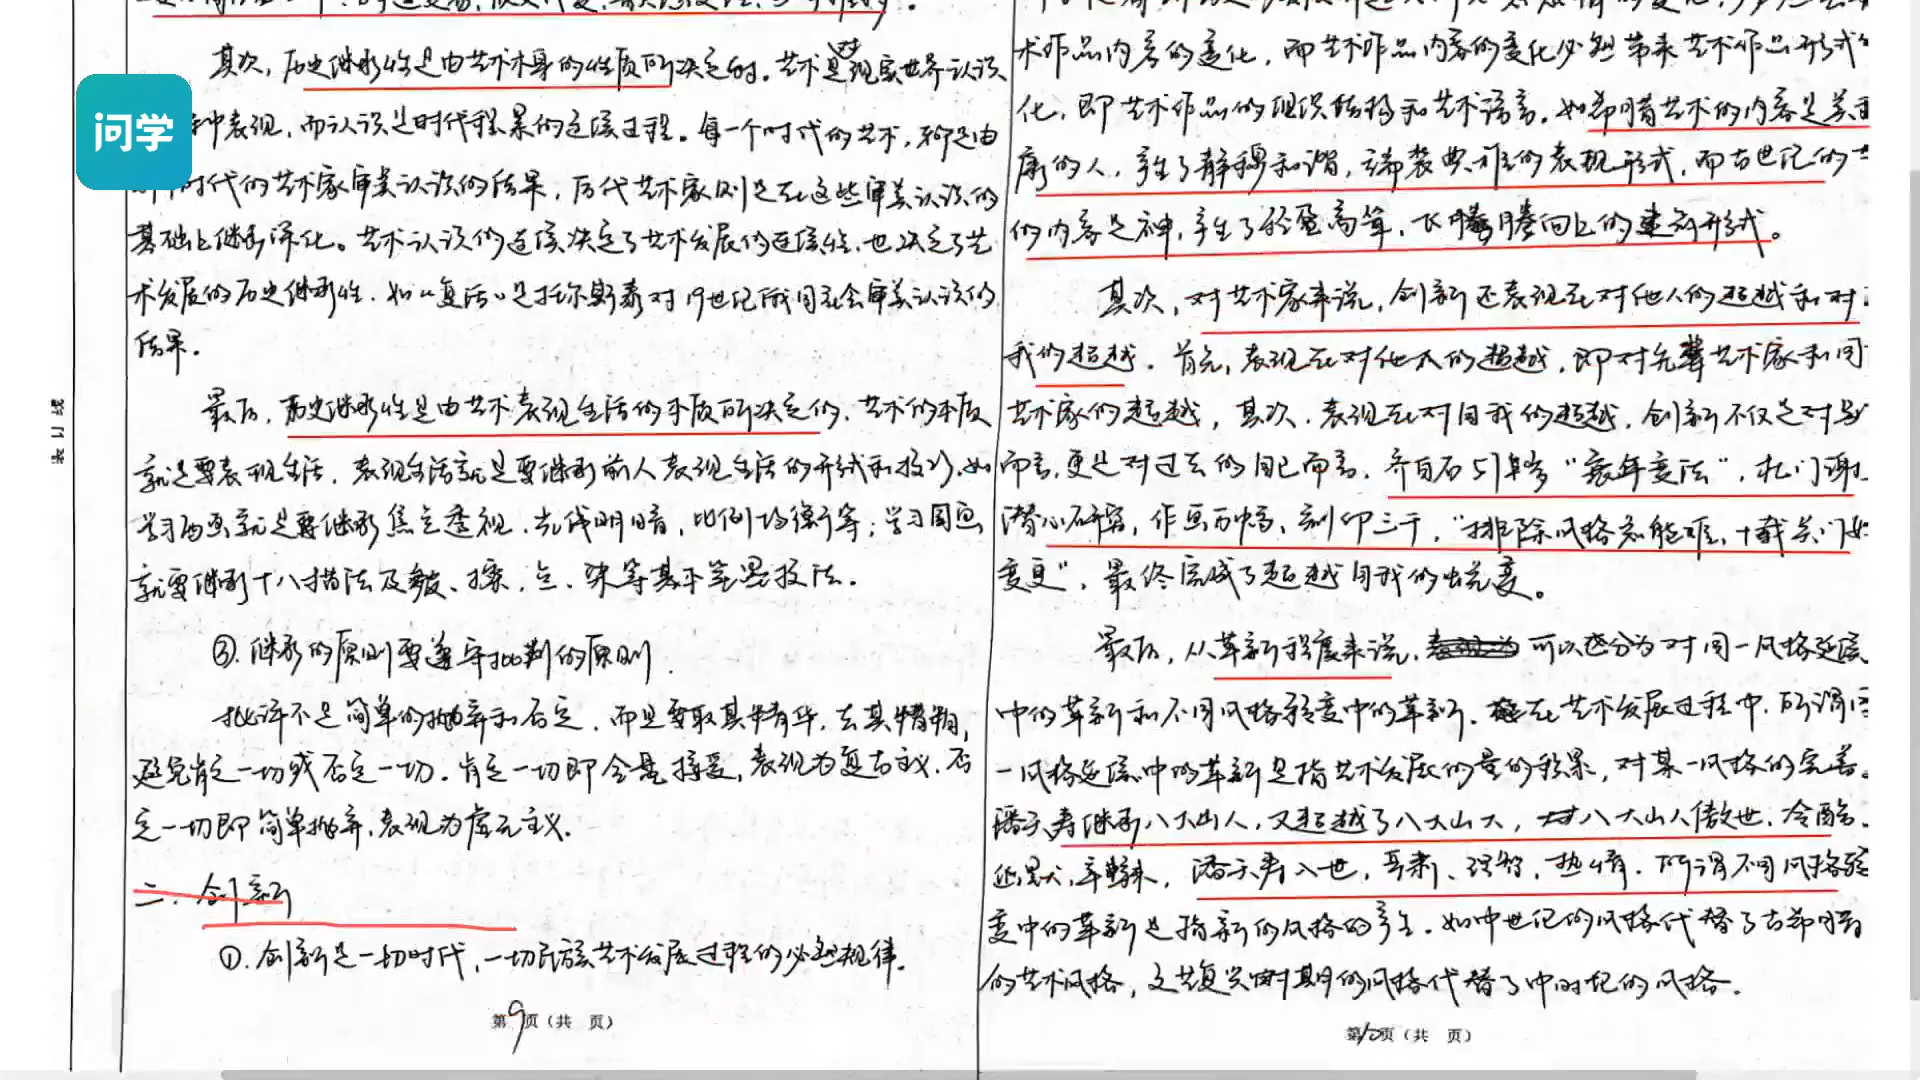 其次，历史继承性是由艺术本身的性质所决定的。艺术是对现实世界认识
问学
种表现，而认识是时代积累的连续过程。每一个时代的艺术，都是由
时代的艺术家审美认识的结果，历代艺术家则是在这些审美认识的
基础上继承深化。艺术认识的连续决定了艺术发展的连续性，也决定了艺
术发展的历史继承性。如《复活》是托尔斯泰对19世纪俄国社会审美认识的
结果。
最后，历史继承性是由艺术表现生活的本质所决定的。艺术的本质
就是要表现生活，表现生活就是要继承前人表现生活的形式和技巧。如
学习西画就是要继承焦点透视、光线明暗，比例均衡等；学习国画
就要继承十八描法及皴、擦、点、染等基本笔墨技法。
③.继承的原则要遵守批判的原则.
批评不是简单的抛弃和否定，而是要取其精华，去其糟粕，
避免肯定一切或否定一切。肯定一切即全盘接受，表现为复古主义，否
定一切即简单抛弃，表现为虚无主义.
二、创新
①.创新是一切时代，一切民族艺术发展过程的必然规律.
第9页（共 页）
装订线
术作品内容的变化，而艺术作品内容的变化必然带来艺术作品形式
化，即艺术作品的组织结构和艺术语言。如古希腊艺术的内容是美
康的人，产生了静穆和谐，端装典雅的表现形式，而古世纪的
的内容是神，产生了轻盈高耸，飞腾向上的建筑形式。
其次，对艺术家来说，创新还表现在对他人的超越和对
我的超越。首先，表现在对他人的超越，即对先辈艺术家和同
艺术家的超越，其次，表现在对自我的超越，创新不仅是对
而言，更是对过去的自己而言，齐白石57岁"衰年变法"，杜门谢
潜心研究，作画万幅，刻印三千，"扫除风格知能难，十载关门
变更"，最终完成了超越自我的蜕变。
最后，从革新程度来说，可以区分为对同一风格延续
中的革新和不同风格转变中的革新。在艺术发展过程中，所谓
一风格延续中的革新是指艺术发展的量的积累，对某一风格的完善。
潘天寿继承八大山人，又超越了八大山人，八大山人傲世、冷酷、
辛辣，潘天寿入世，理智，热情。所谓不同风格转
变中的革新是指新的风格的产生。如中世纪的风格代替了古希腊
的艺术风格，文艺复兴时期的风格代替了中时纪的风格。
第10页（共 页）